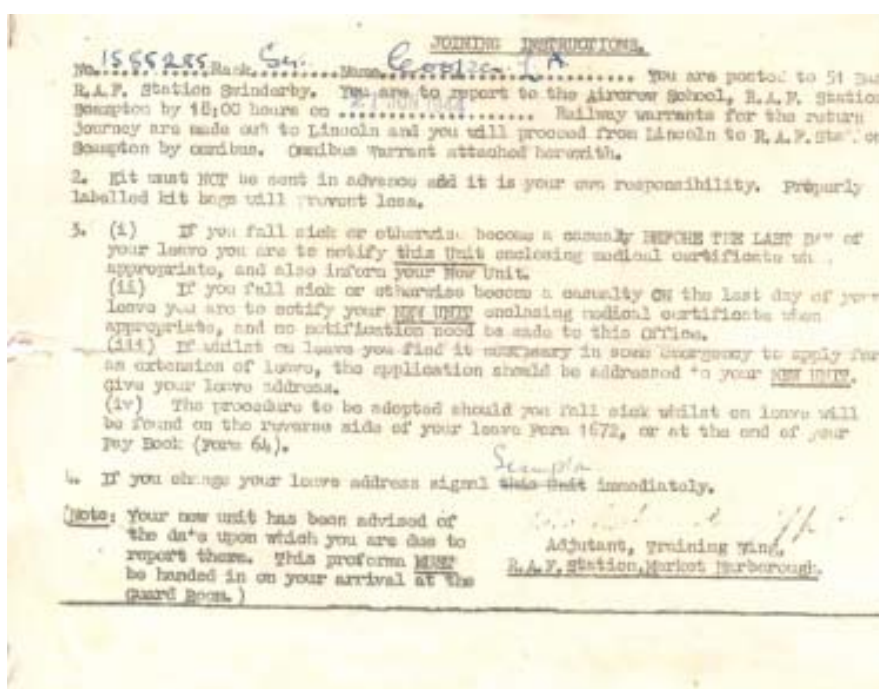 JOINING INSTRUCTIONS.
No. 1565285 Rank Name Cooper A You are posted to 51
R.A.F. Station Swinderby. You are to report to the Aircrew School, R.A.F. Station
Scampton by 18;00 hours on 27 JUN 1944 Railway warrants for the return
journey are made out to Lincoln and you will proceed from Lincoln to R.A.F.
Scampton by omnibus. Omnibus Warrant attached herewith.
2. Kit must NOT be sent in advance add it is your own responsibility. Properly
labelled kit bags will prevent loss.
3. (i) If you fall sick or otherwise become a casualty BEFORE THE LAST DAY of
your leave you are to notify this Unit enclosing medical certificate
appropriate, and also inform your New Unit.
(ii) If you fall sick or otherwise become a casualty ON the last day of your
leave you are to notify your NEW UNIT enclosing medical certificate when
appropriate, and no notification need be made to this Office.
(iii) If whilst on leave you find it necessary in some emergency to apply for
an extension of leave, the application should be addressed to your NEW UNIT.
Give your leave address.
(iv) The procedure to be adopted should you fall sick whilst on leave will
be found on the reverse side of your leave Form 1672, or at the end of your
Pay Book (Form 64).
Scampton
4. If you change your leave address signal this Unit immediately.
(Note: Your new unit has been advised of
the date upon which you are due to
report there. This proforma MUST
be handed in on your arrival at the
Guard Room.)
Adjutant, Training Wing,
R.A.F. Station, Market Harborough.